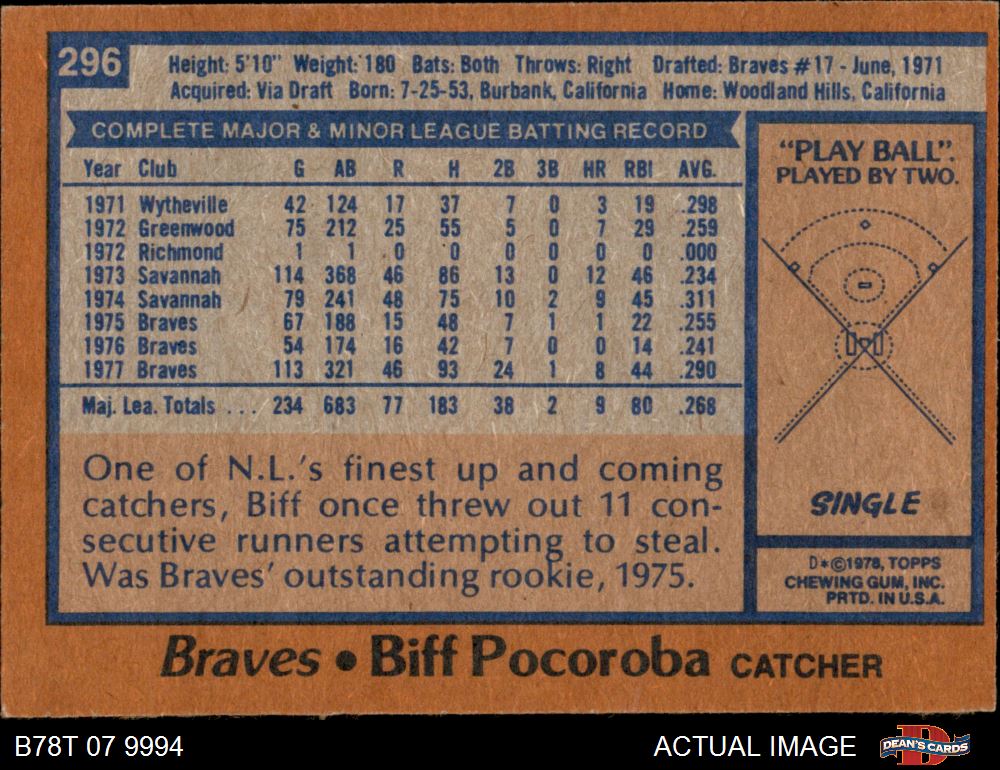 296
Height: 5'10" Weight: 180 Bats: Both Throws: Right Drafted: Braves #17 - June, 1971
Acquired: Via Draft Born: 7-25-53, Burbank, California Home: Woodland Hills, California
COMPLETE MAJOR & MINOR LEAGUE BATTING RECORD
Year Club G AB R H 2B 3B HR RBI AVG.
1971 Wytheville 42 124 17 37 7 0 3 19 .298
1972 Greenwood 75 212 25 55 5 0 7 29 .259
1972 Richmond 1 1 0 0 0 0 0 0 .000
1973 Savannah 114 368 46 86 13 0 12 46 .234
1974 Savannah 79 241 48 75 10 2 9 45 .311
1975 Braves 67 188 15 48 7 1 1 22 .255
1976 Braves 54 174 16 42 7 0 0 14 .241
1977 Braves 113 321 46 93 24 1 8 44 .290
Maj. Lea. Totals ... 234 683 77 183 38 2 9 80 .268
One of N.L.'s finest up and coming
catchers, Biff once threw out 11 con-
secutive runners attempting to steal.
Was Braves' outstanding rookie, 1975.
"PLAY BALL".
PLAYED BY TWO.
SINGLE
D*©1978, TOPPS
CHEWING GUM, INC.
PRTD. IN U.S.A.
Braves • Biff Pocoroba CATCHER
B78T 07 9994
ACTUAL IMAGE
D
DEAN'S CARDS